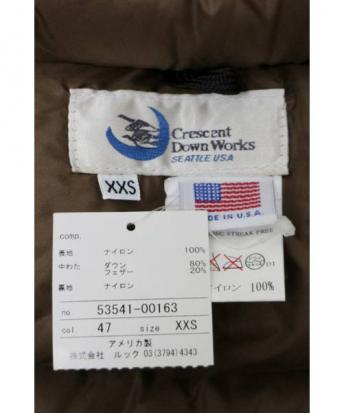 Crescent
Down Works
SEATTLE USA
XXS
MADE IN U.S.A.
STREAK FREE
D1
ナイロン 100%
comp.
表地 ナイロン 100%
中わた ダウン 80%
フェザー 20%
裏地 ナイロン
no 53541-00163
col. 47 size XXS
アメリカ製
株式会社 ルック 03(3794)4343